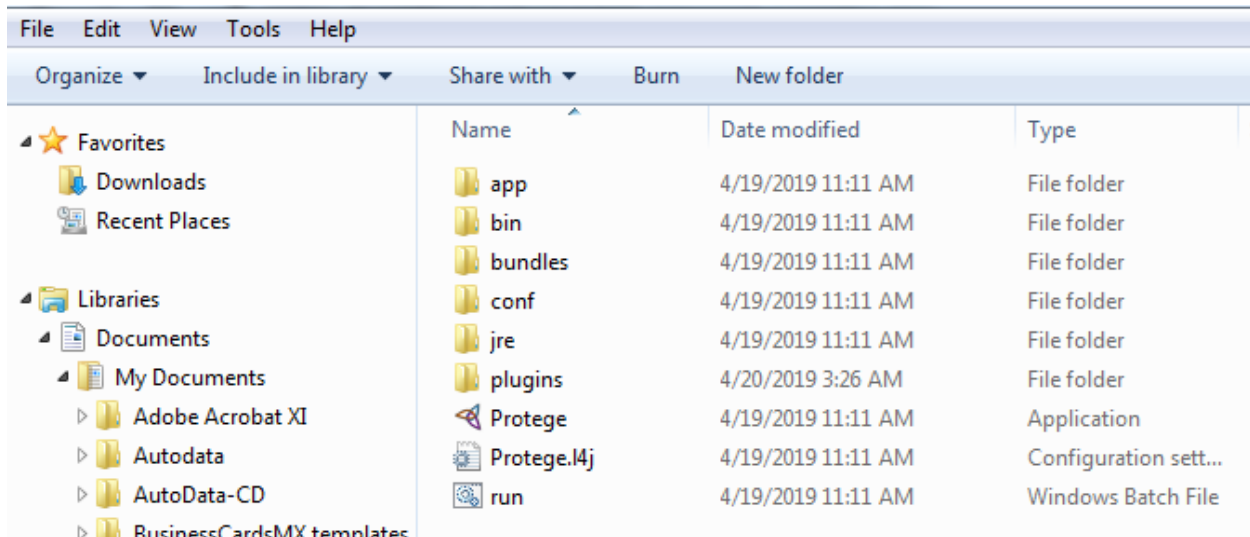 File Edit View Tools Help
Organize Include in library Share with Burn New folder
Favorites
Downloads
Recent Places
Libraries
Documents
My Documents
Adobe Acrobat XI
Autodata
AutoData-CD
BusinessCardsMX templates
Name Date modified Type
app 4/19/2019 11:11 AM File folder
bin 4/19/2019 11:11 AM File folder
bundles 4/19/2019 11:11 AM File folder
conf 4/19/2019 11:11 AM File folder
jre 4/19/2019 11:11 AM File folder
plugins 4/20/2019 3:26 AM File folder
Protege 4/19/2019 11:11 AM Application
Protege.l4j 4/19/2019 11:11 AM Configuration sett...
run 4/19/2019 11:11 AM Windows Batch File